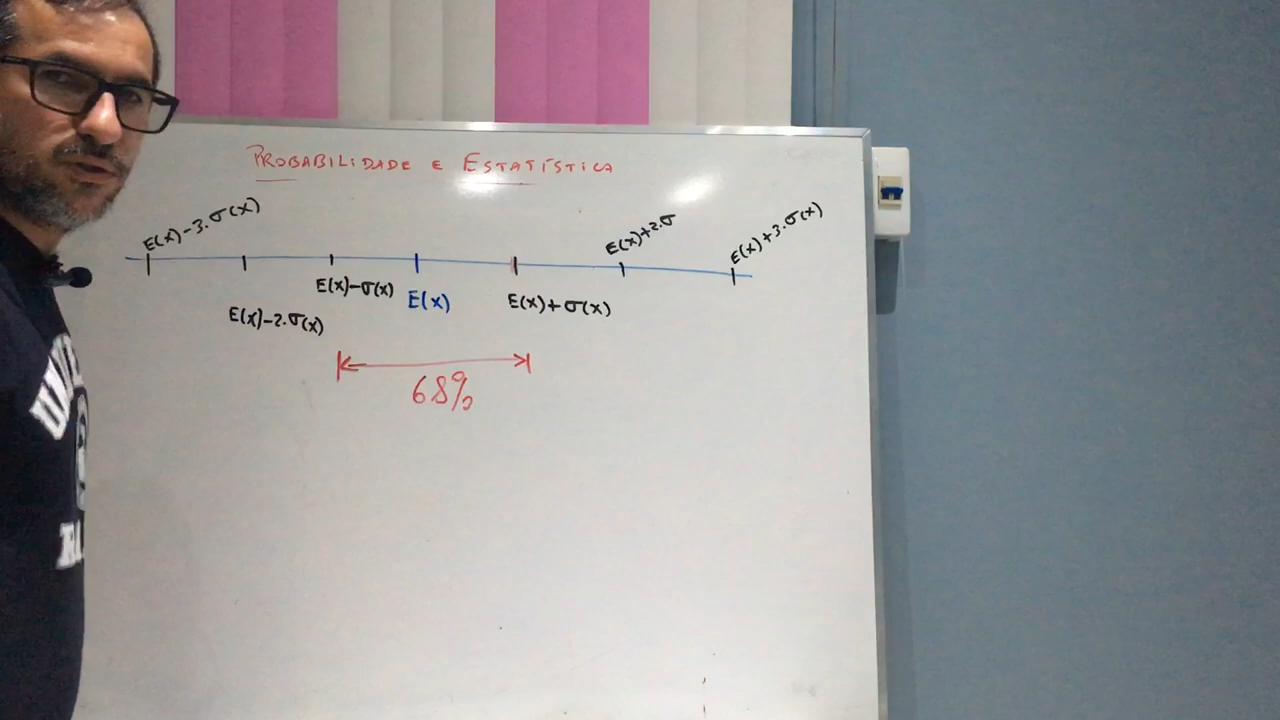 PROBABILIDADE E ESTATÍSTICA
E(x)-3.σ(x)
E(x)+2.σ
E(x)+3.σ(x)
E(x)-σ(x)
E(x)
E(x)+σ(x)
E(x)-2.σ(x)
68%